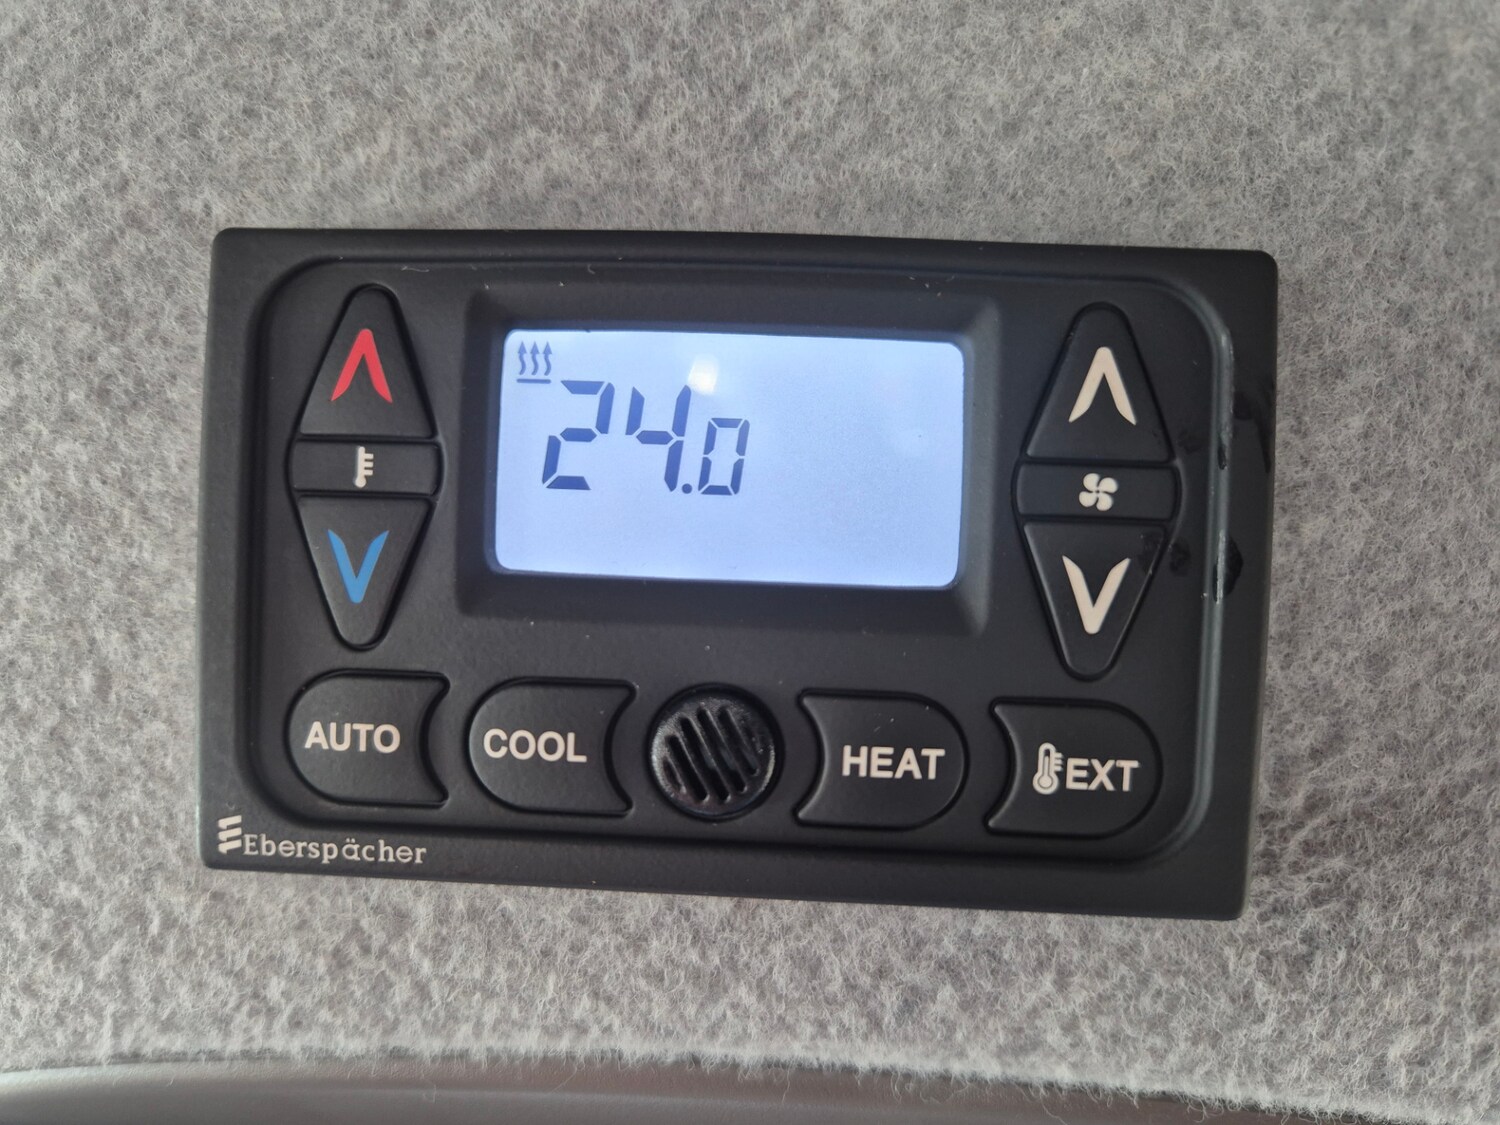 24.0
AUTO
COOL
HEAT
EXT
Eberspächer